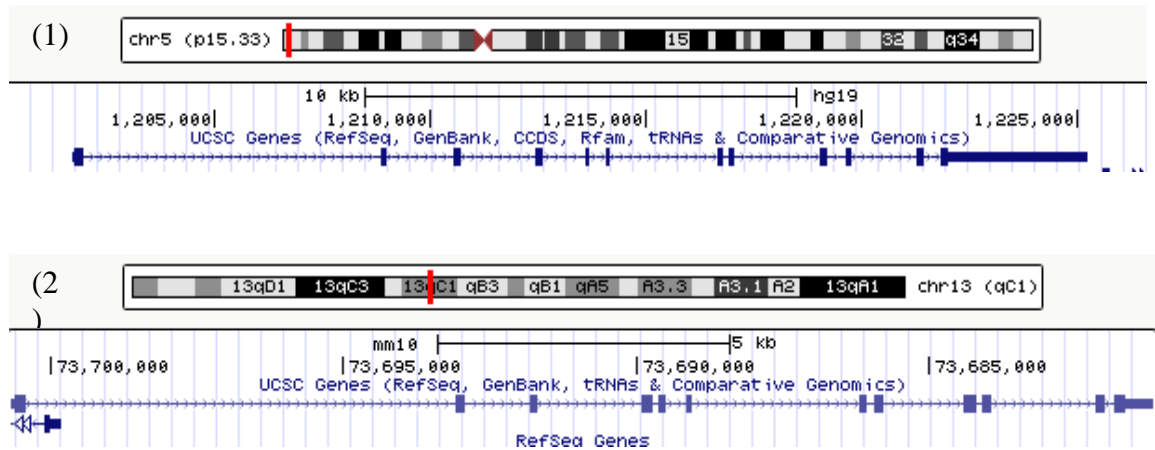 (1)
chr5 (p15.33) 15 32 q34
10 kb hg19
1,205,000| 1,210,000| 1,215,000| 1,220,000| 1,225,000|
UCSC Genes (RefSeq, GenBank, CCDS, Rfam, tRNAs & Comparative Genomics)
(2
)
13qD1 13qC3 13qC1 qB3 qB1 qA5 A3.3 A3.1 A2 13qA1 chr13 (qC1)
mm10 5 kb
|73,700,000 |73,695,000 |73,690,000 |73,685,000
UCSC Genes (RefSeq, GenBank, tRNAs & Comparative Genomics)
RefSeq Genes